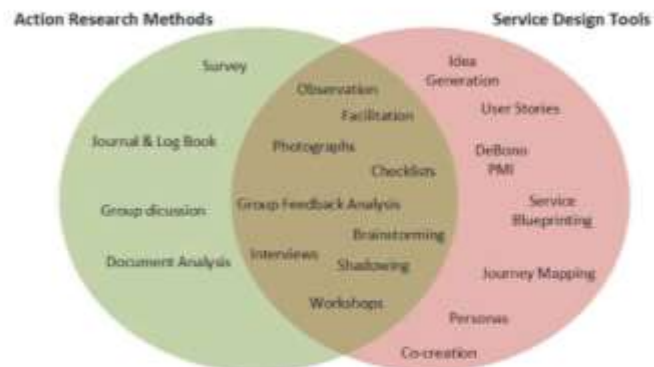 Action Research Methods
Service Design Tools
Survey
Journal & Log Book
Group dicussion
Document Analysis
Observation
Facilitation
Photographs
Checklists
Group Feedback Analysis
Brainstorming
Interviews
Shadowing
Workshops
Idea
Generation
User Stories
DeBono
PMI
Service
Blueprinting
Journey Mapping
Personas
Co-creation